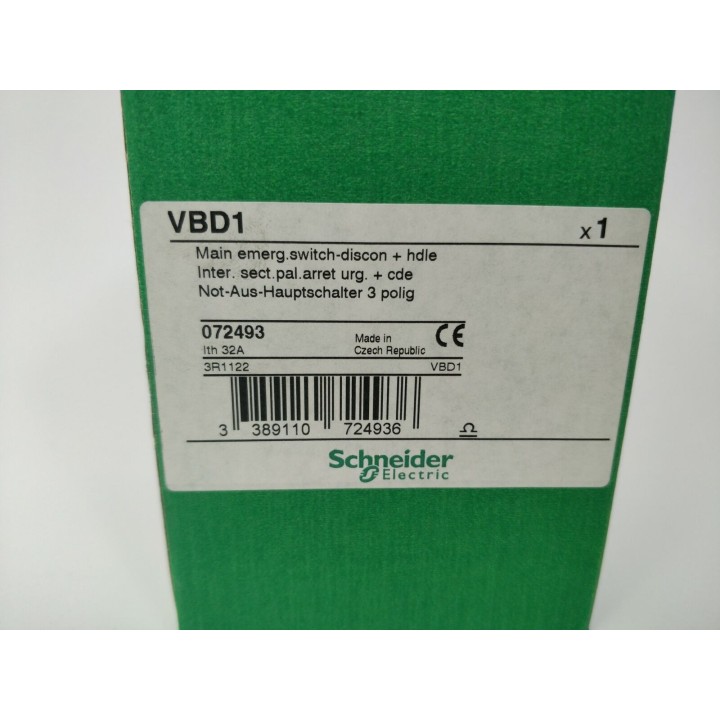 VBD1 x1
Main emerg.switch-discon + hdle
Inter. sect.pal.arret urg. + cde
Not-Aus-Hauptschalter 3 polig
072493
Ith 32A
Made in
Czech Republic
CE
3R1122 VBD1
3 389110 724936
Schneider
Electric